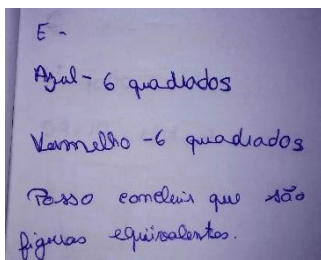 E -
Azul - 6 quadrados
Vermelho - 6 quadrados
Posso concluir que são
figuras equivalentes.